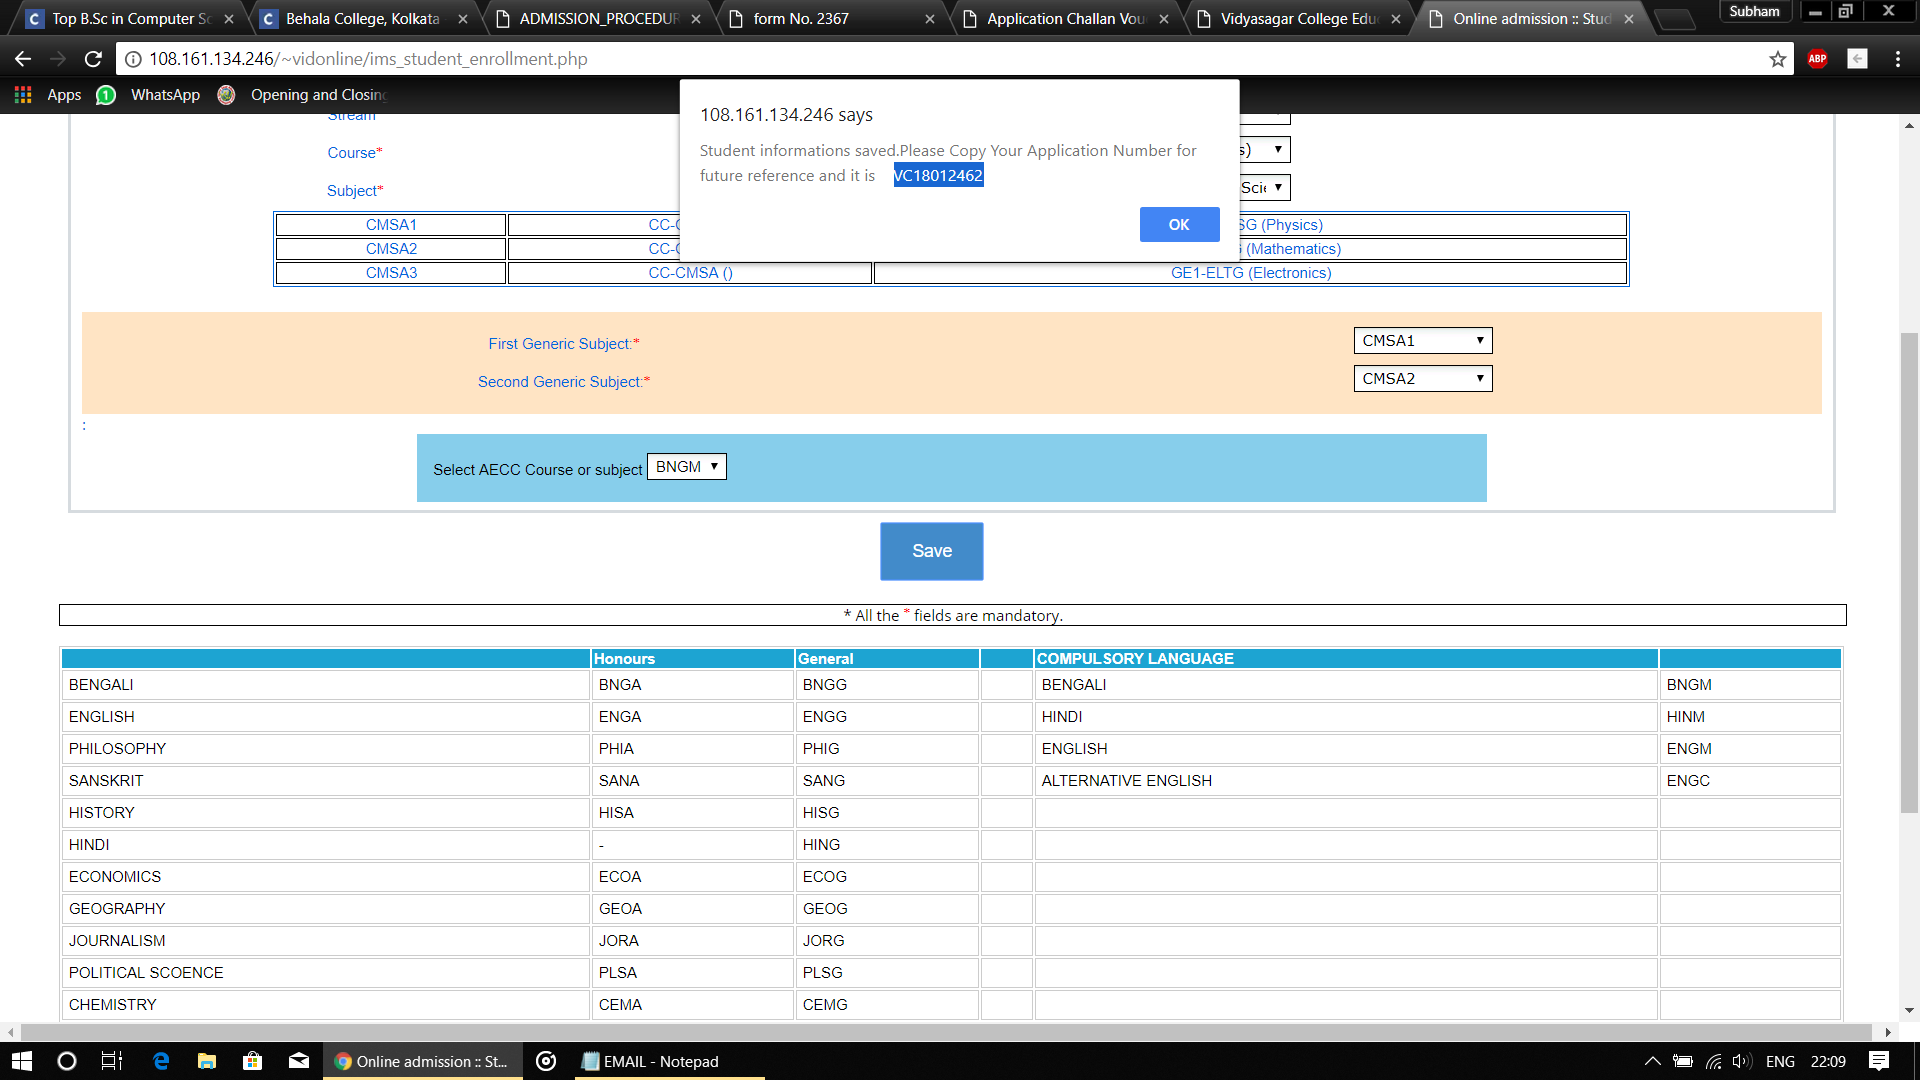 Top B.Sc in Computer Sc
Behala College, Kolkata
ADMISSION_PROCEDUR
form No. 2367
Application Challan Vou
Vidyasagar College Educ
Online admission :: Stud
Subham
108.161.134.246/~vidonline/ims_student_enrollment.php
ABP
Apps
1
WhatsApp
Opening and Closing
108.161.134.246 says
Student informations saved.Please Copy Your Application Number for
future reference and it is VC18012462
OK
Stream
Course*
s)
Subject*
Scie
CMSA1 CC-C SG (Physics)
CMSA2 CC-C (Mathematics)
CMSA3 CC-CMSA () GE1-ELTG (Electronics)
First Generic Subject:* CMSA1
Second Generic Subject:* CMSA2
:
Select AECC Course or subject BNGM
Save
* All the * fields are mandatory.
Honours General COMPULSORY LANGUAGE
BENGALI BNGA BNGG BENGALI BNGM
ENGLISH ENGA ENGG HINDI HINM
PHILOSOPHY PHIA PHIG ENGLISH ENGM
SANSKRIT SANA SANG ALTERNATIVE ENGLISH ENGC
HISTORY HISA HISG
HINDI - HING
ECONOMICS ECOA ECOG
GEOGRAPHY GEOA GEOG
JOURNALISM JORA JORG
POLITICAL SCOENCE PLSA PLSG
CHEMISTRY CEMA CEMG
Online admission :: St...
EMAIL - Notepad
ENG
22:09